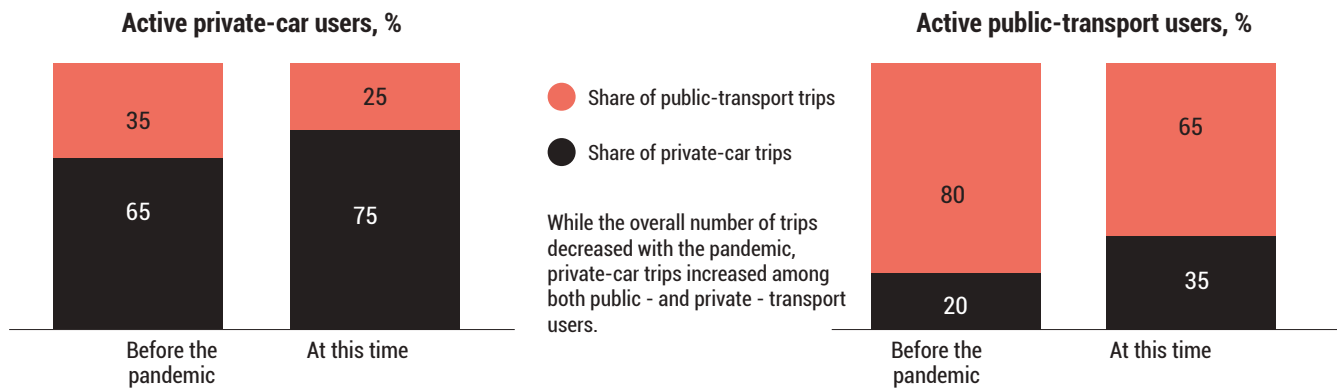 Active private-car users, %
35
65
Before the
pandemic
25
75
At this time
Share of public-transport trips
Share of private-car trips
While the overall number of trips
decreased with the pandemic,
private-car trips increased among
both public - and private - transport
users.
Active public-transport users, %
80
20
Before the
pandemic
65
35
At this time